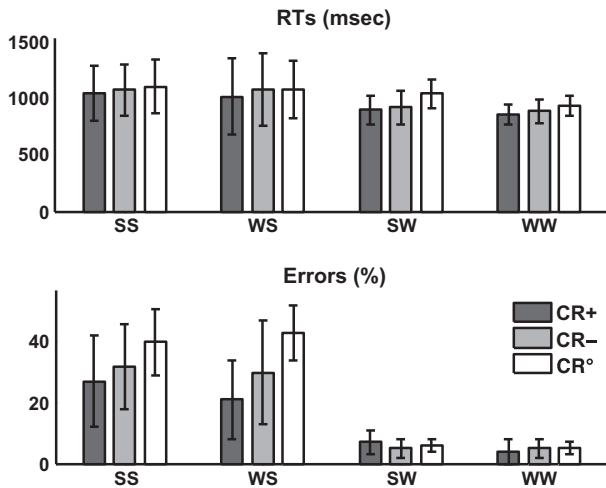 RTs (msec)
1500
1000
500
0
SS WS SW WW
Errors (%)
CR+
40
CR–
CR°
20
0
SS WS SW WW